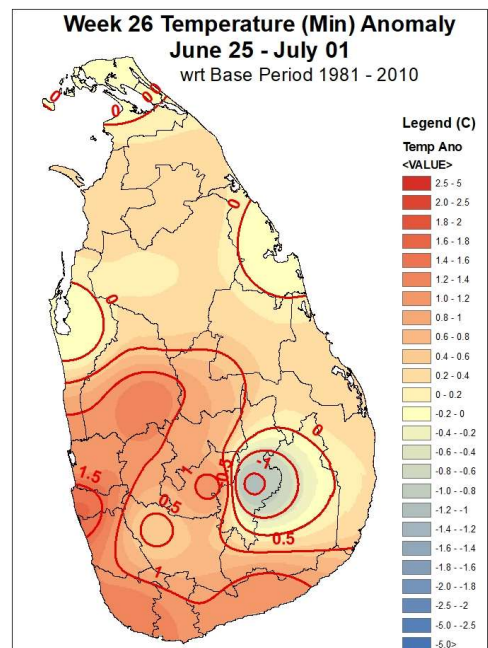 Week 26 Temperature (Min) Anomaly
June 25 - July 01
wrt Base Period 1981 - 2010
Legend (C)
Temp Ano
<VALUE>
2.5 - 5
2.0 - 2.5
1.8 - 2
1.6 - 1.8
1.4 - 1.6
1.2 - 1.4
1.0 - 1.2
0.8 - 1
0.6 - 0.8
0.4 - 0.6
0.2 - 0.4
0 - 0.2
-0.2 - 0
-0.4 - -0.2
-0.6 - -0.4
-0.8 - -0.6
-1.0 - -0.8
-1.2 - -1
-1.4 - -1.2
-1.6 - -1.4
-1.8 - -1.6
-2.0 - -1.8
-2.5 - -2
-5.0 - -2.5
-5.0>
0
0
0
0
0
0
0
1.5
1
-1
0.5
0.5
1